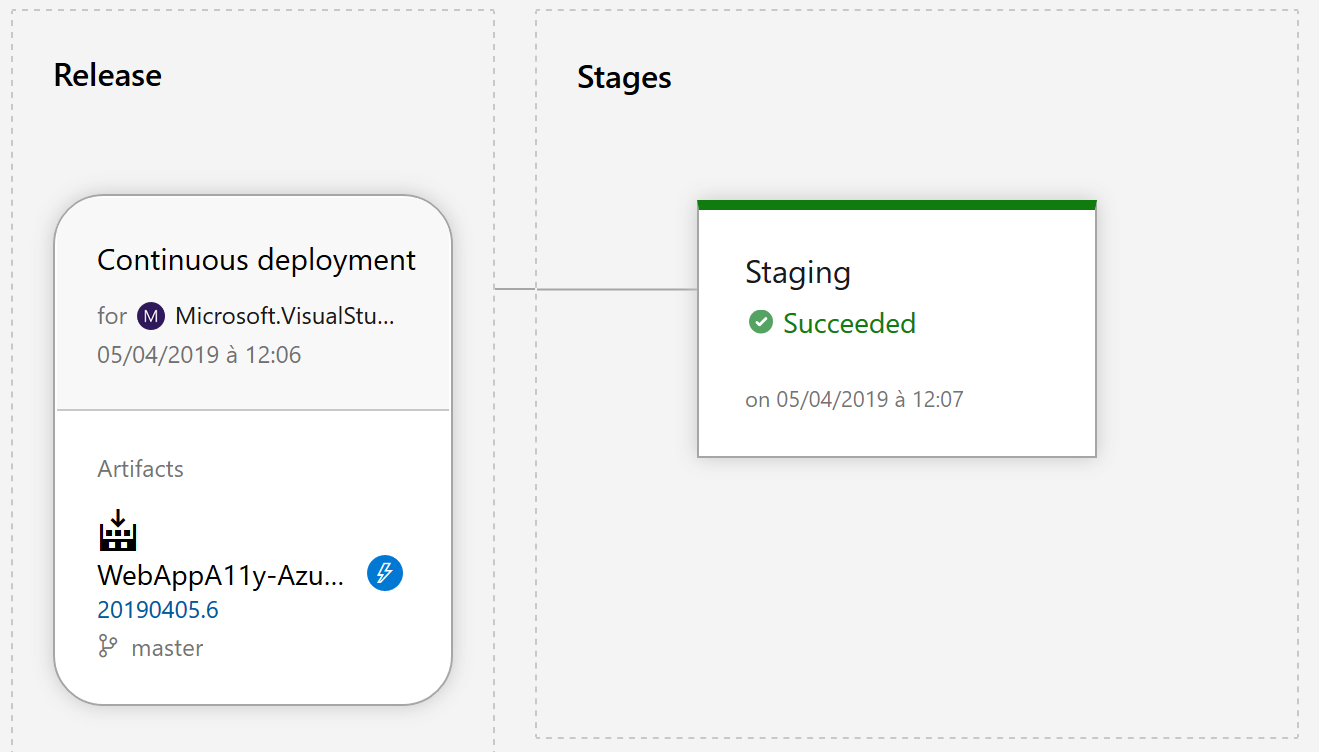 Release
Continuous deployment
for M Microsoft.VisualStu...
05/04/2019 à 12:06
Artifacts
WebAppA11y-Azu...
20190405.6
master
Stages
Staging
Succeeded
on 05/04/2019 à 12:07